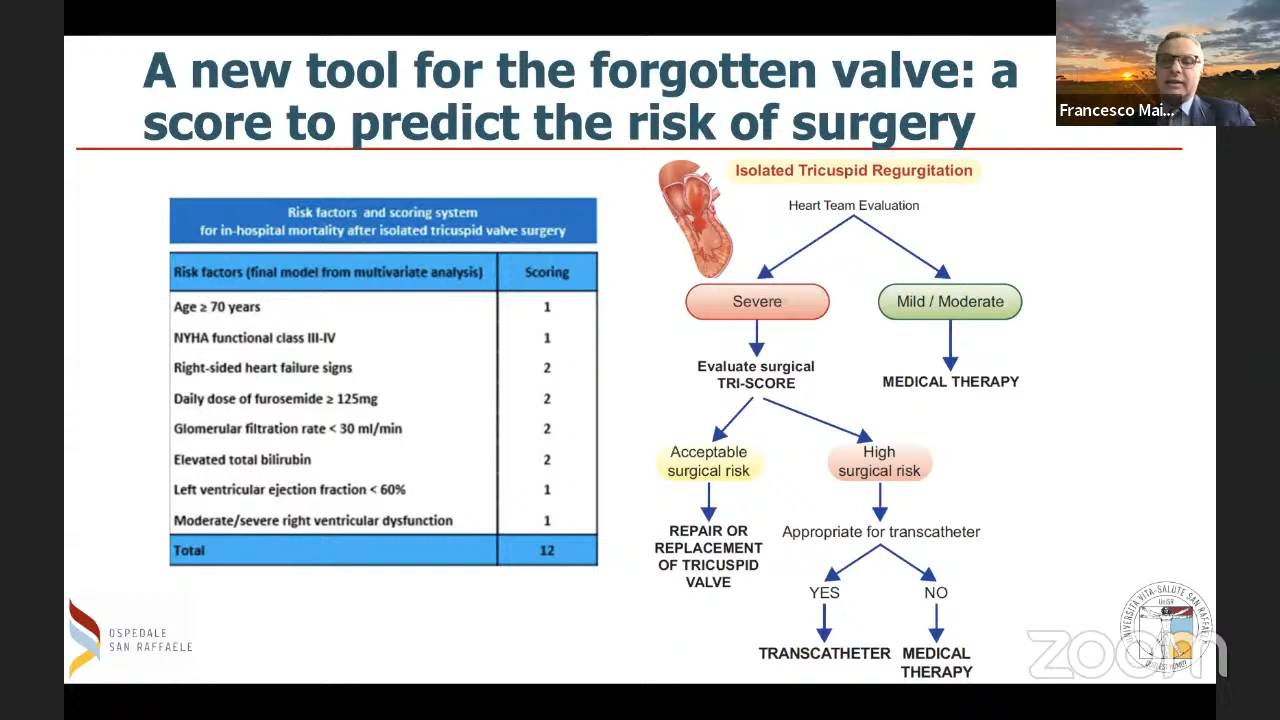 A new tool for the forgotten valve: a
score to predict the risk of surgery
Francesco Mai...
Risk factors and scoring system
for in-hospital mortality after isolated tricuspid valve surgery
Risk factors (final model from multivariate analysis) Scoring
Age ≥ 70 years 1
NYHA functional class III-IV 1
Right-sided heart failure signs 2
Daily dose of furosemide ≥ 125mg 2
Glomerular filtration rate < 30 ml/min 2
Elevated total bilirubin 2
Left ventricular ejection fraction < 60% 1
Moderate/severe right ventricular dysfunction 1
Total 12
Isolated Tricuspid Regurgitation
Heart Team Evaluation
Severe
Mild / Moderate
Evaluate surgical
TRI-SCORE
MEDICAL THERAPY
Acceptable
surgical risk
High
surgical risk
REPAIR OR
REPLACEMENT
OF TRICUSPID
VALVE
Appropriate for transcatheter
YES
NO
TRANSCATHETER
MEDICAL
THERAPY
OSPEDALE
SAN RAFFAELE
UNIVERSITÀ VITA-SALUTE SAN RAFFAELE
UniSR
zoom